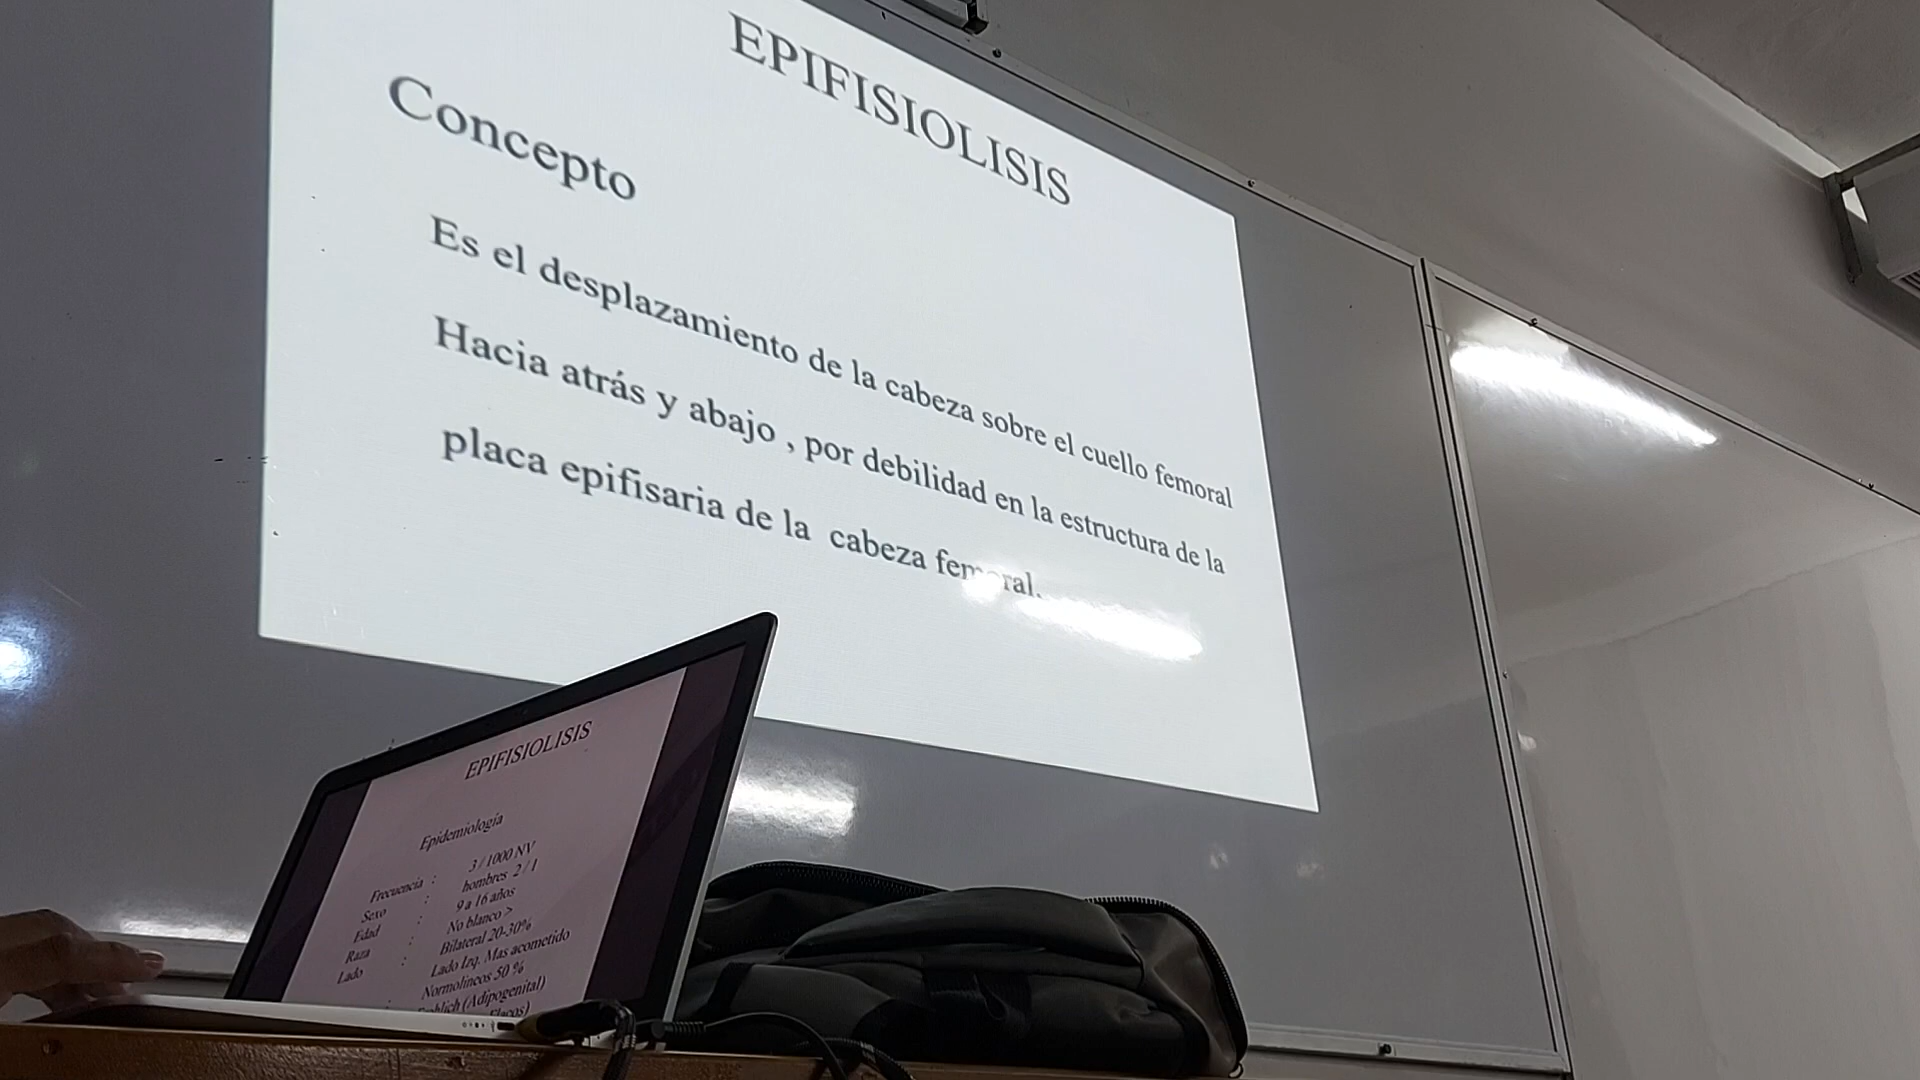 EPIFISIOLISIS
Concepto
Es el desplazamiento de la cabeza sobre el cuello femoral
Hacia atrás y abajo , por debilidad en la estructura de la
placa epifisaria de la cabeza femoral.
EPIFISIOLISIS
Epidemiología
Frecuencia : 3 / 1000 NV
Sexo : hombres 2 / 1
Edad : 9 a 16 años
Raza : No blanco >
Lado : Bilateral 20-30%
Lado Izq. Mas acometido
: Normolineos 50 %
(Adipogenital)